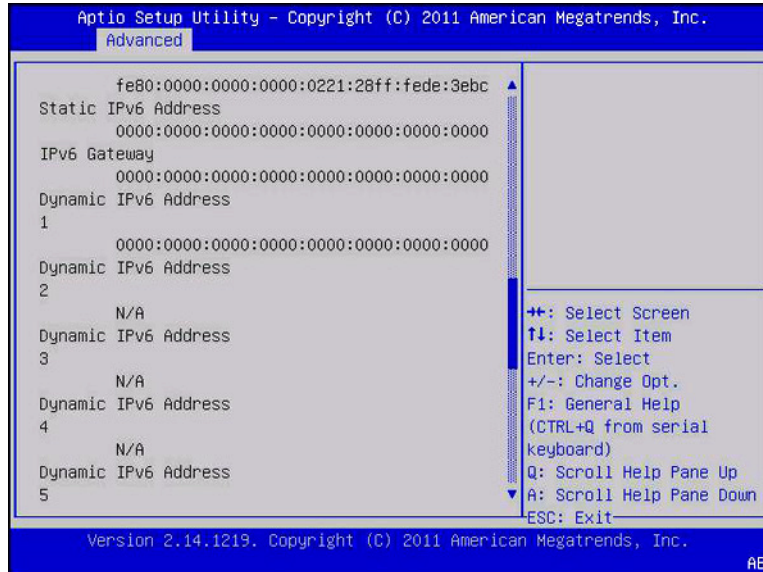 Aptio Setup Utility – Copyright (C) 2011 American Megatrends, Inc.
Advanced
fe80:0000:0000:0000:0221:28ff:fede:3ebc
Static IPv6 Address
0000:0000:0000:0000:0000:0000:0000:0000
IPv6 Gateway
0000:0000:0000:0000:0000:0000:0000:0000
Dynamic IPv6 Address
1
0000:0000:0000:0000:0000:0000:0000:0000
Dynamic IPv6 Address
2
N/A
Dynamic IPv6 Address
3
N/A
Dynamic IPv6 Address
4
N/A
Dynamic IPv6 Address
5
→←: Select Screen
↑↓: Select Item
Enter: Select
+/-: Change Opt.
F1: General Help
(CTRL+Q from serial
keyboard)
Q: Scroll Help Pane Up
A: Scroll Help Pane Down
ESC: Exit
Version 2.14.1219. Copyright (C) 2011 American Megatrends, Inc.
AB